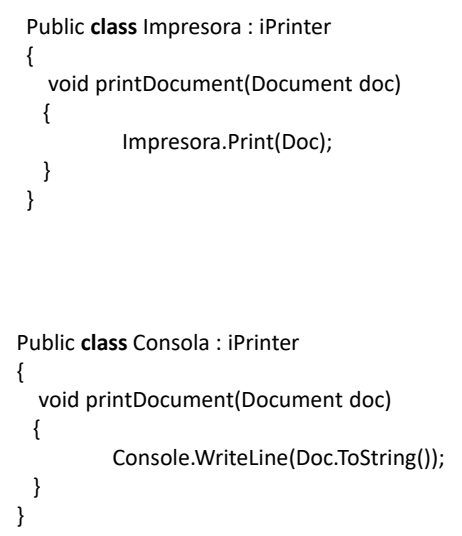 Public class Impresora : iPrinter
{
void printDocument(Document doc)
{
Impresora.Print(Doc);
}
}
Public class Consola : iPrinter
{
void printDocument(Document doc)
{
Console.WriteLine(Doc.ToString());
}
}